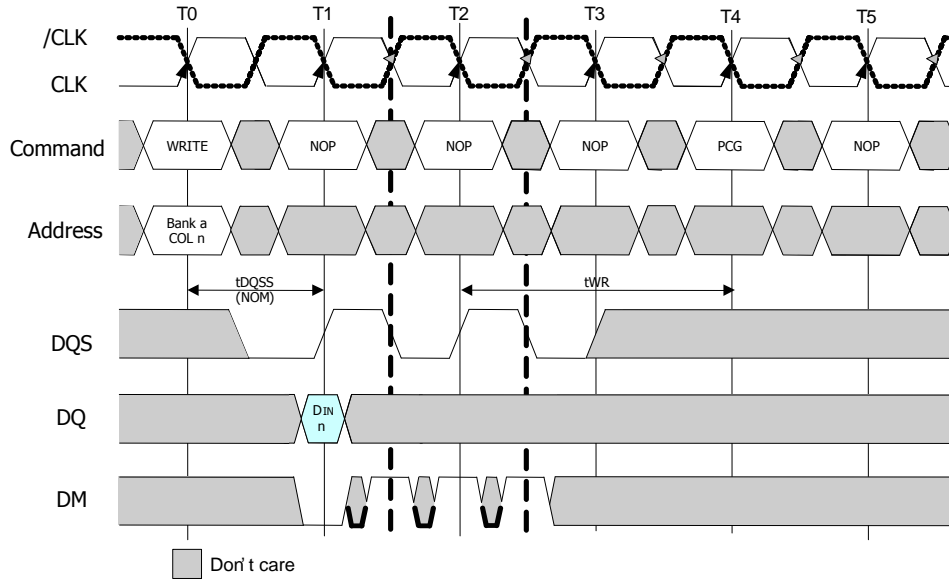 T0 T1 T2 T3 T4 T5
/CLK
CLK
Command WRITE NOP NOP NOP PCG NOP
Address Bank a
COL n
tDQSS
(NOM)
tWR
DQS
DQ DIN
n
DM
Don't care